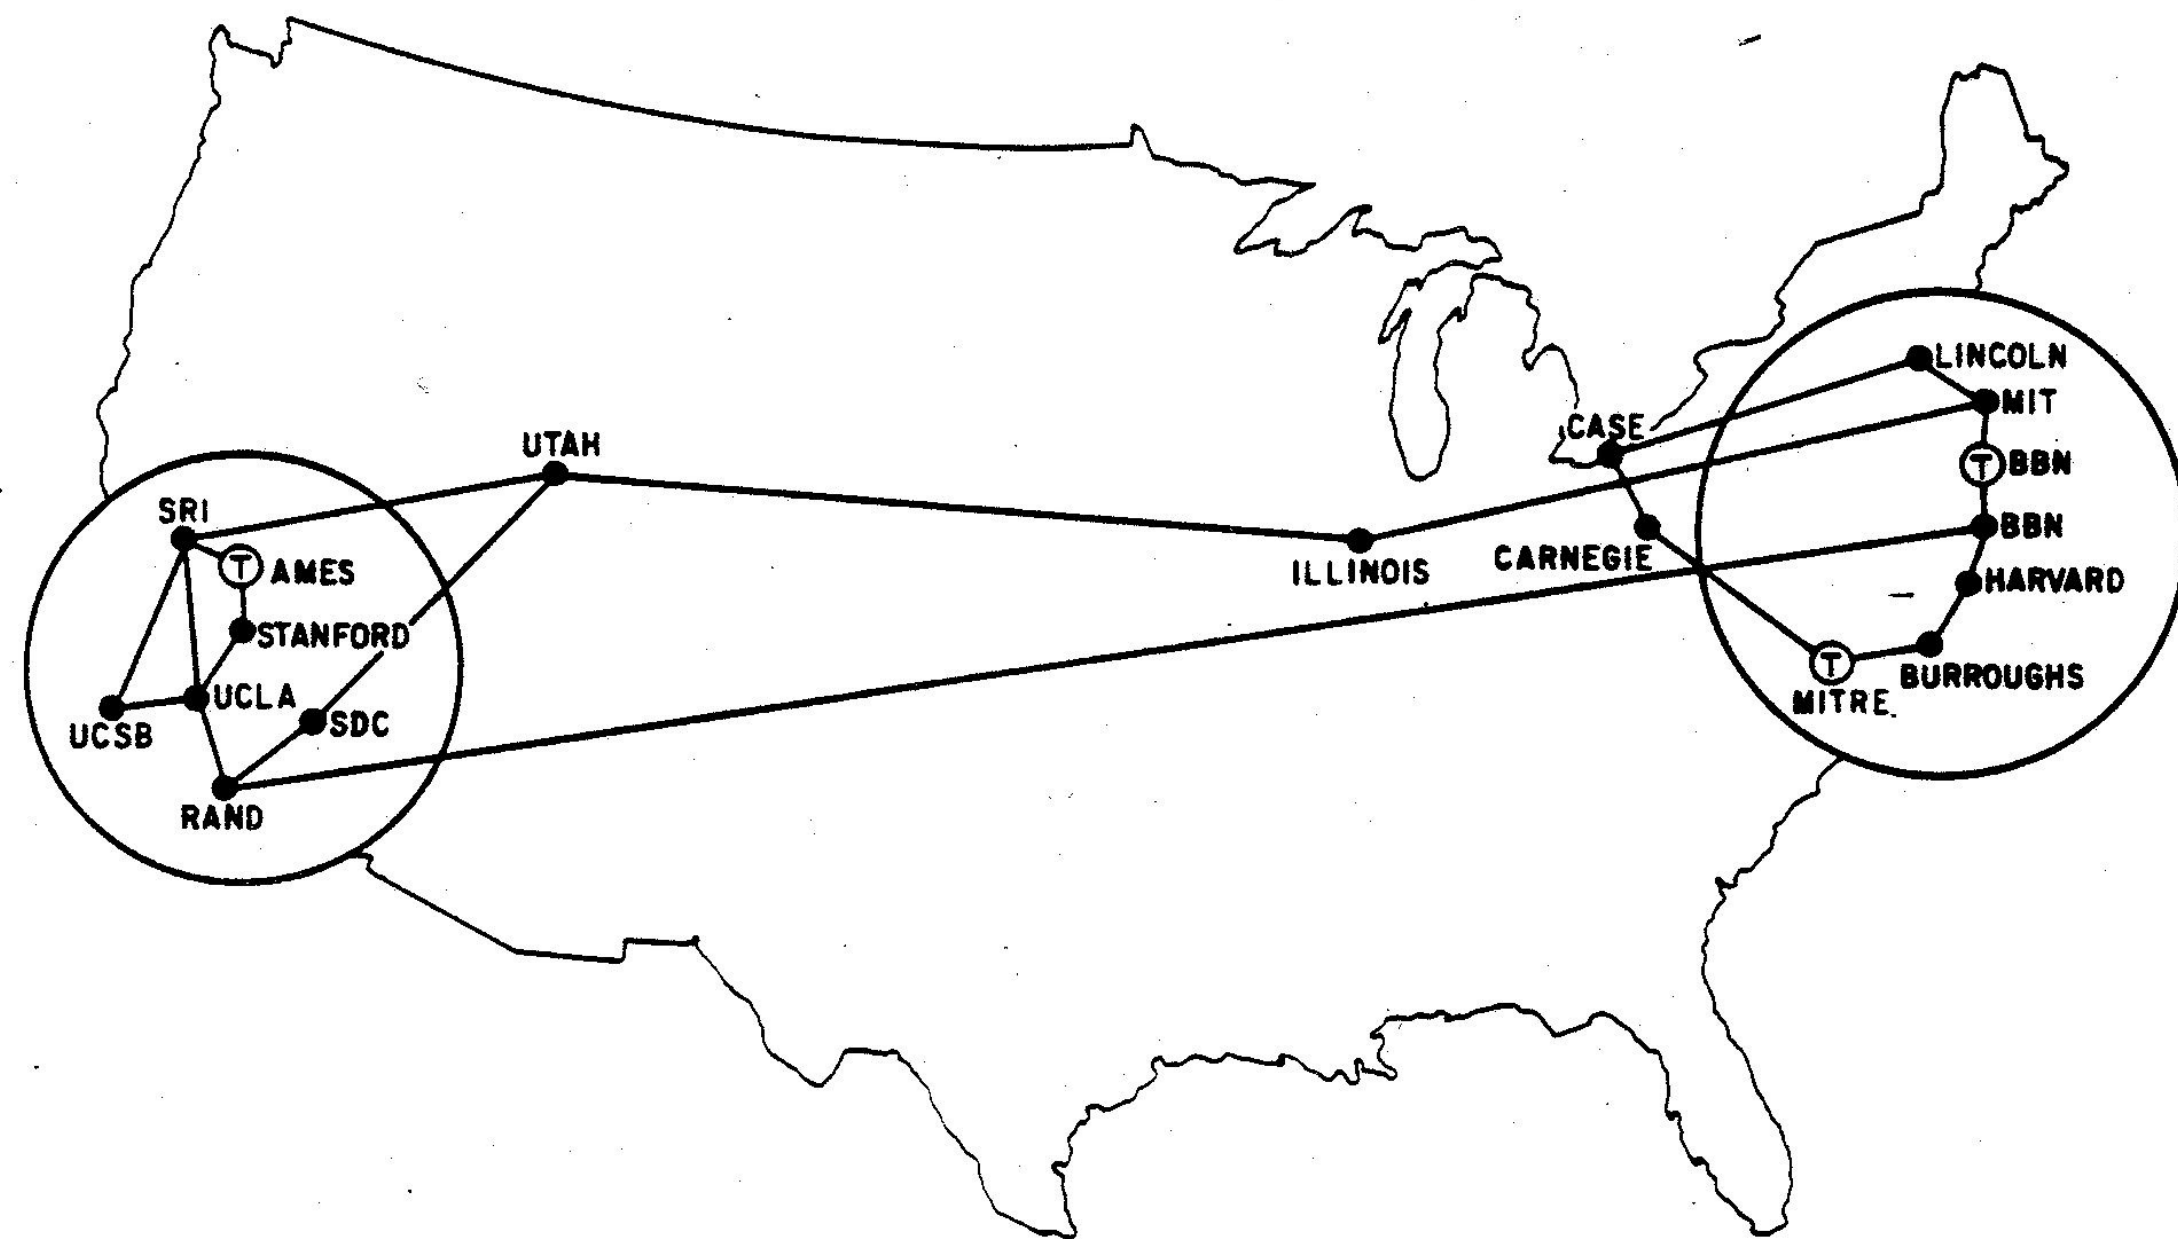 UTAH
SRI
T AMES
STANFORD
UCLA
UCSB
SDC
RAND
ILLINOIS
CASE
CARNEGIE
LINCOLN
MIT
T BBN
BBN
HARVARD
BURROUGHS
T
MITRE.